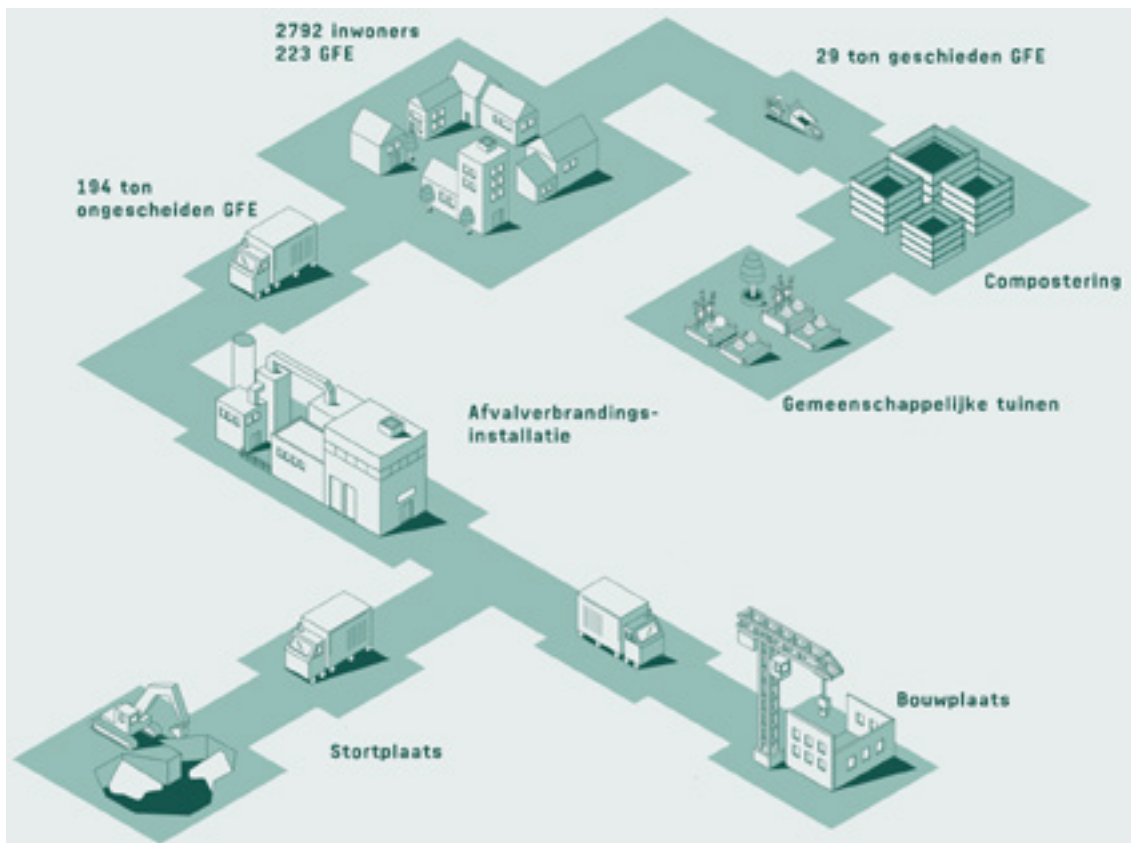 2792 inwoners
223 GFE
29 ton geschieden GFE
194 ton
ongescheiden GFE
Compostering
Gemeenschappelijke tuinen
Afvalverbrandings-
installatie
Bouwplaats
Stortplaats